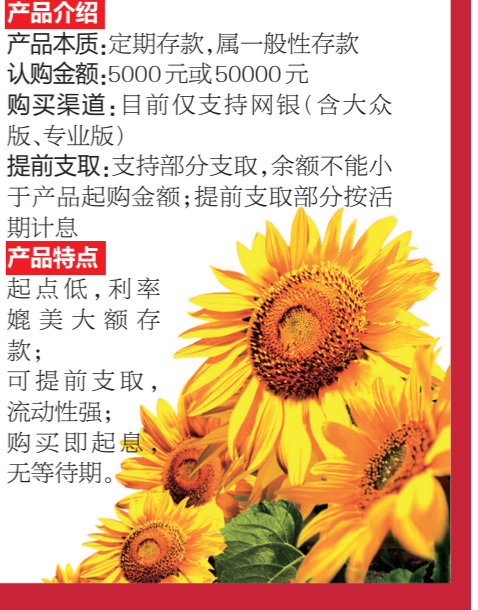 产品介绍
产品本质:定期存款,属一般性存款
认购金额:5000元或50000元
购买渠道:目前仅支持网银(含大众
版、专业版)
提前支取:支持部分支取,余额不能小
于产品起购金额;提前支取部分按活
期计息
产品特点
起点低,利率
媲美大额存
款;
可提前支取,
流动性强;
购买即起息,
无等待期。